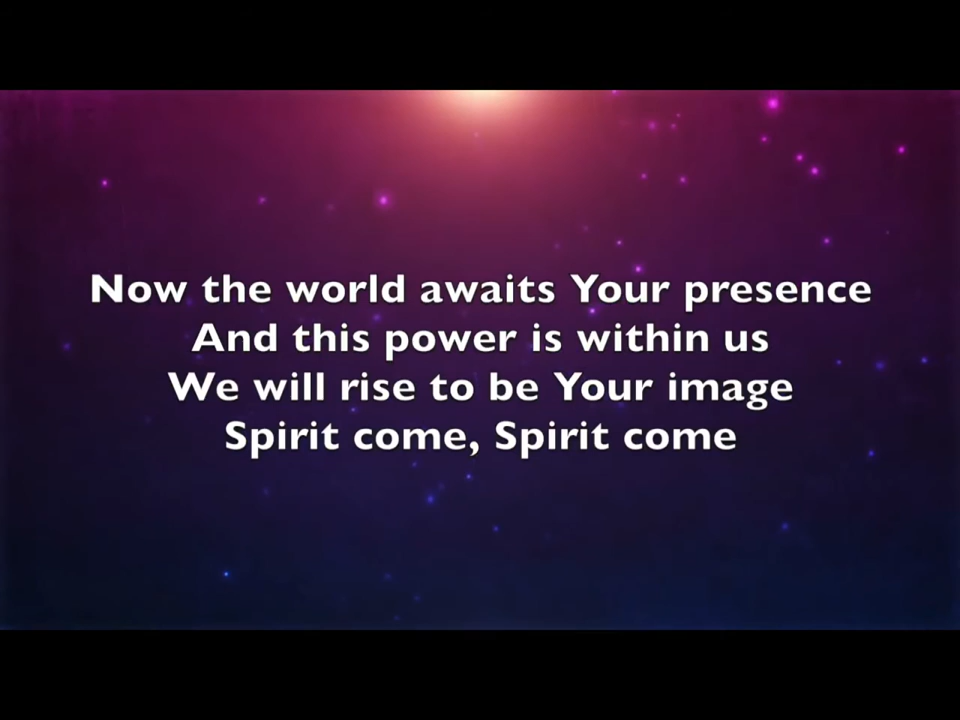 Now the world awaits Your presence
And this power is within us
We will rise to be Your image
Spirit come, Spirit come